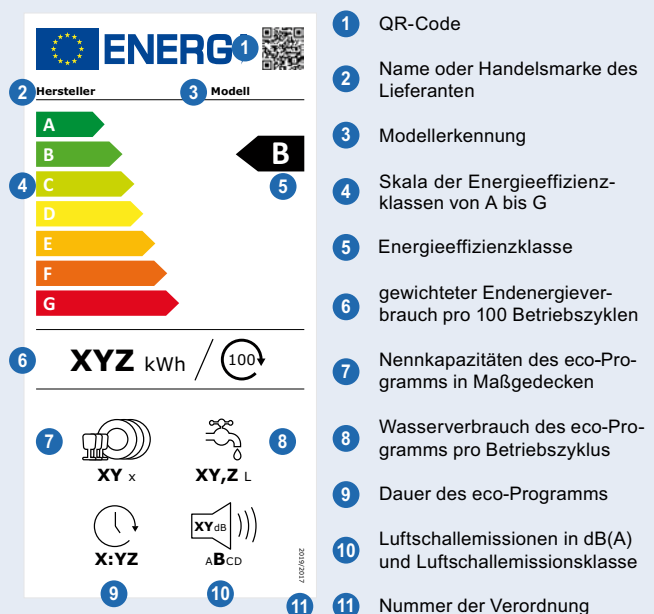 ENERG
1
2 Hersteller
3 Modell
A
B
4 C
D
E
F
G
B
5
6 XYZ kWh / 100
7 XY x
XY,Z L 8
X:YZ
9
XYdB
ABCD
10
2019/2017
11
1 QR-Code
2 Name oder Handelsmarke des
Lieferanten
3 Modellerkennung
4 Skala der Energieeffizienz-
klassen von A bis G
5 Energieeffizienzklasse
6 gewichteter Endenergiever-
brauch pro 100 Betriebszyklen
7 Nennkapazitäten des eco-Pro-
gramms in Maßgedecken
8 Wasserverbrauch des eco-Pro-
gramms pro Betriebszyklus
9 Dauer des eco-Programms
10 Luftschallemissionen in dB(A)
und Luftschallemissionsklasse
11 Nummer der Verordnung